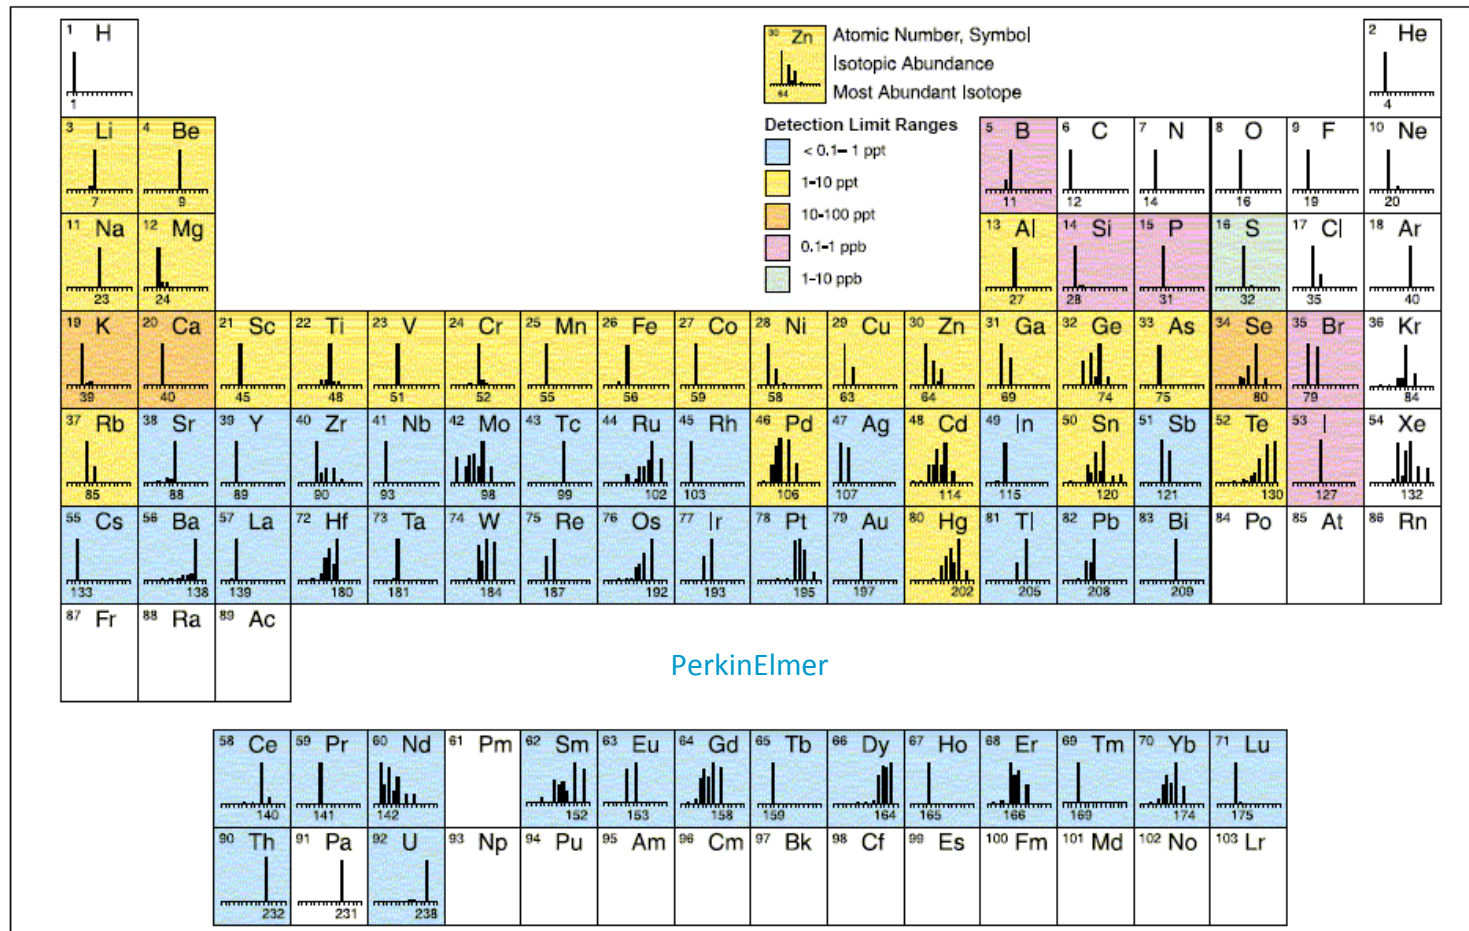 1 H
1
30 Zn
64
Atomic Number, Symbol
Isotopic Abundance
Most Abundant Isotope
2 He
4
Detection Limit Ranges
< 0.1– 1 ppt
1–10 ppt
10-100 ppt
0.1–1 ppb
1–10 ppb
3 Li 4 Be 5 B 6 C 7 N 8 O 9 F 10 Ne
7 9 11 12 14 16 19 20
11 Na 12 Mg 13 Al 14 Si 15 P 16 S 17 Cl 18 Ar
23 24 27 28 31 32 35 40
19 K 20 Ca 21 Sc 22 Ti 23 V 24 Cr 25 Mn 26 Fe 27 Co 28 Ni 29 Cu 30 Zn 31 Ga 32 Ge 33 As 34 Se 35 Br 36 Kr
39 40 45 48 51 52 55 56 59 58 63 64 69 74 75 80 79 84
37 Rb 38 Sr 39 Y 40 Zr 41 Nb 42 Mo 43 Tc 44 Ru 45 Rh 46 Pd 47 Ag 48 Cd 49 In 50 Sn 51 Sb 52 Te 53 I 54 Xe
85 88 89 90 93 98 99 102 103 106 107 114 115 120 121 130 127 132
55 Cs 56 Ba 57 La 72 Hf 73 Ta 74 W 75 Re 76 Os 77 Ir 78 Pt 79 Au 80 Hg 81 Tl 82 Pb 83 Bi 84 Po 85 At 86 Rn
133 138 139 180 181 184 187 192 193 195 197 202 205 208 209
87 Fr 88 Ra 89 Ac
PerkinElmer
58 Ce 59 Pr 60 Nd 61 Pm 62 Sm 63 Eu 64 Gd 65 Tb 66 Dy 67 Ho 68 Er 69 Tm 70 Yb 71 Lu
140 141 142 152 153 158 159 164 165 166 169 174 175
90 Th 91 Pa 92 U 93 Np 94 Pu 95 Am 96 Cm 97 Bk 98 Cf 99 Es 100 Fm 101 Md 102 No 103 Lr
232 231 238